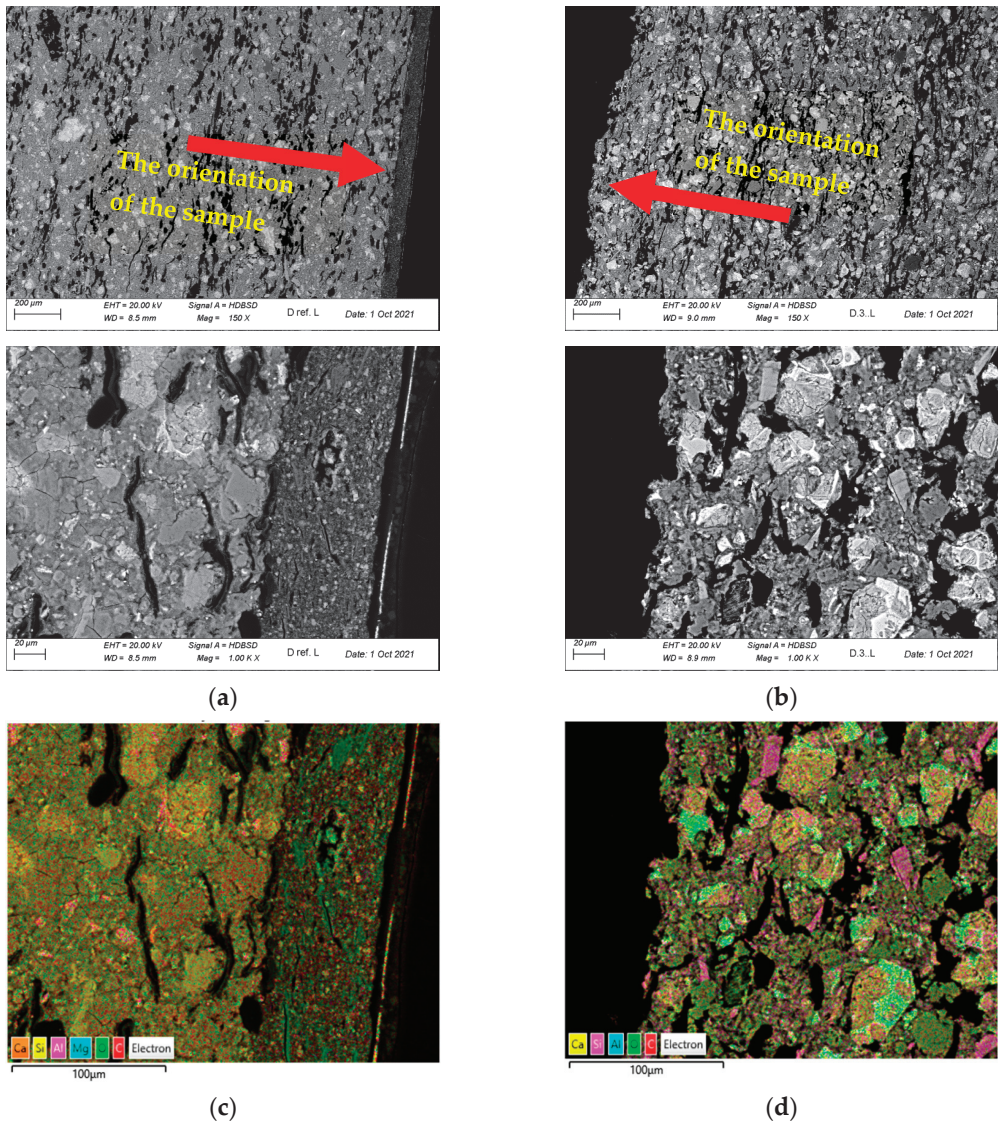 The orientation
of the sample
200 µm
EHT = 20.00 kV
Signal A = HDBSD
WD = 8.5 mm
Mag = 150 X
D ref. L
Date: 1 Oct 2021
The orientation
of the sample
200 µm
EHT = 20.00 kV
Signal A = HDBSD
WD = 9.0 mm
Mag = 150 X
D.3..L
Date: 1 Oct 2021
20 µm
EHT = 20.00 kV
Signal A = HDBSD
WD = 8.5 mm
Mag = 1.00 K X
D ref. L
Date: 1 Oct 2021
20 µm
EHT = 20.00 kV
Signal A = HDBSD
WD = 8.9 mm
Mag = 1.00 K X
D.3..L
Date: 1 Oct 2021
(a)
(b)
Ca Si Al Mg O C Electron
100µm
Ca Si Al O C Electron
100µm
(c)
(d)